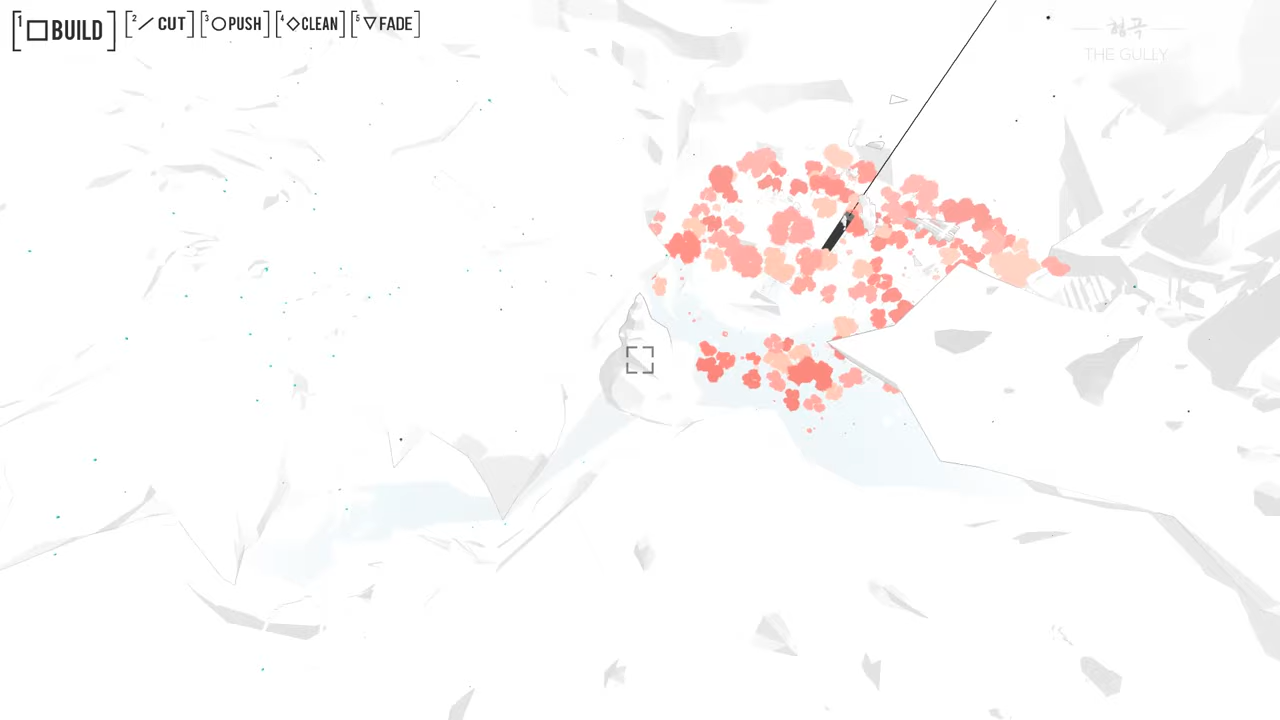 1 □ BUILD
2 / CUT
3 ○ PUSH
4 ◇ CLEAN
5 ▽ FADE
협곡
THE GULLY